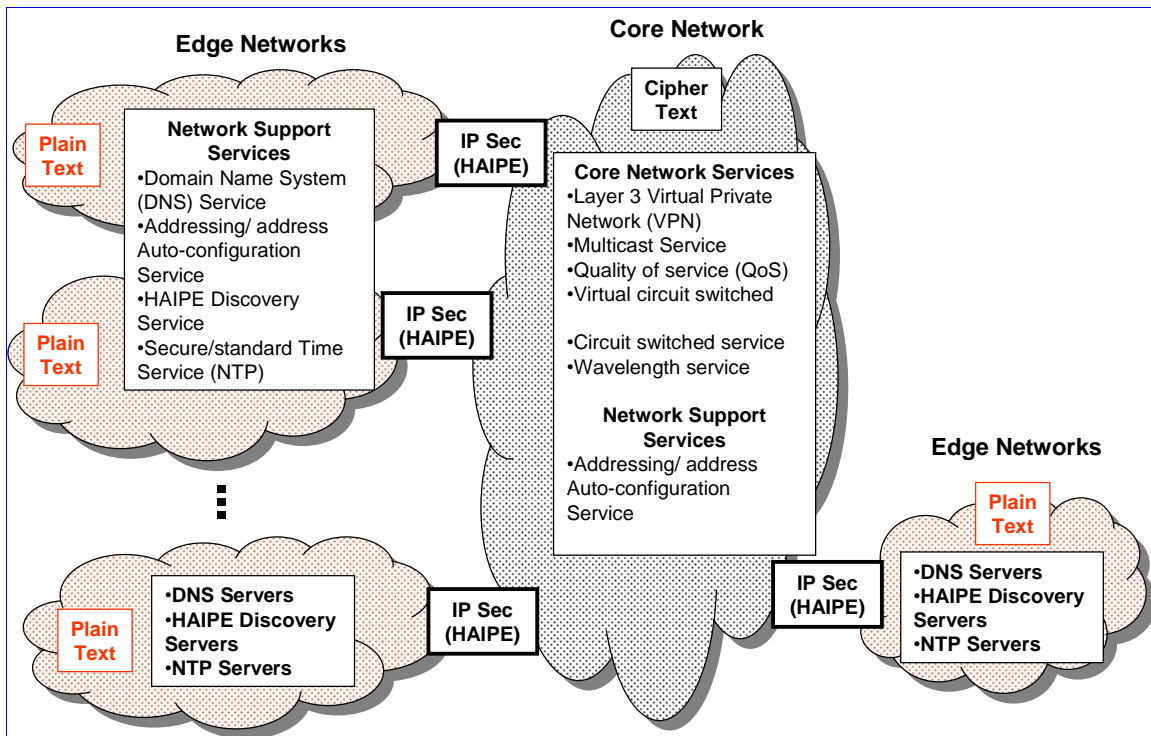 Edge Networks
Core Network
Plain
Text
Network Support
Services
•Domain Name System
(DNS) Service
•Addressing/ address
Auto-configuration
Service
•HAIPE Discovery
Service
•Secure/standard Time
Service (NTP)
IP Sec
(HAIPE)
Cipher
Text
Core Network Services
•Layer 3 Virtual Private
Network (VPN)
•Multicast Service
•Quality of service (QoS)
•Virtual circuit switched
•Circuit switched service
•Wavelength service
Network Support
Services
•Addressing/ address
Auto-configuration
Service
Plain
Text
IP Sec
(HAIPE)
Plain
Text
•DNS Servers
•HAIPE Discovery
Servers
•NTP Servers
IP Sec
(HAIPE)
Edge Networks
Plain
Text
IP Sec
(HAIPE)
•DNS Servers
•HAIPE Discovery
Servers
•NTP Servers